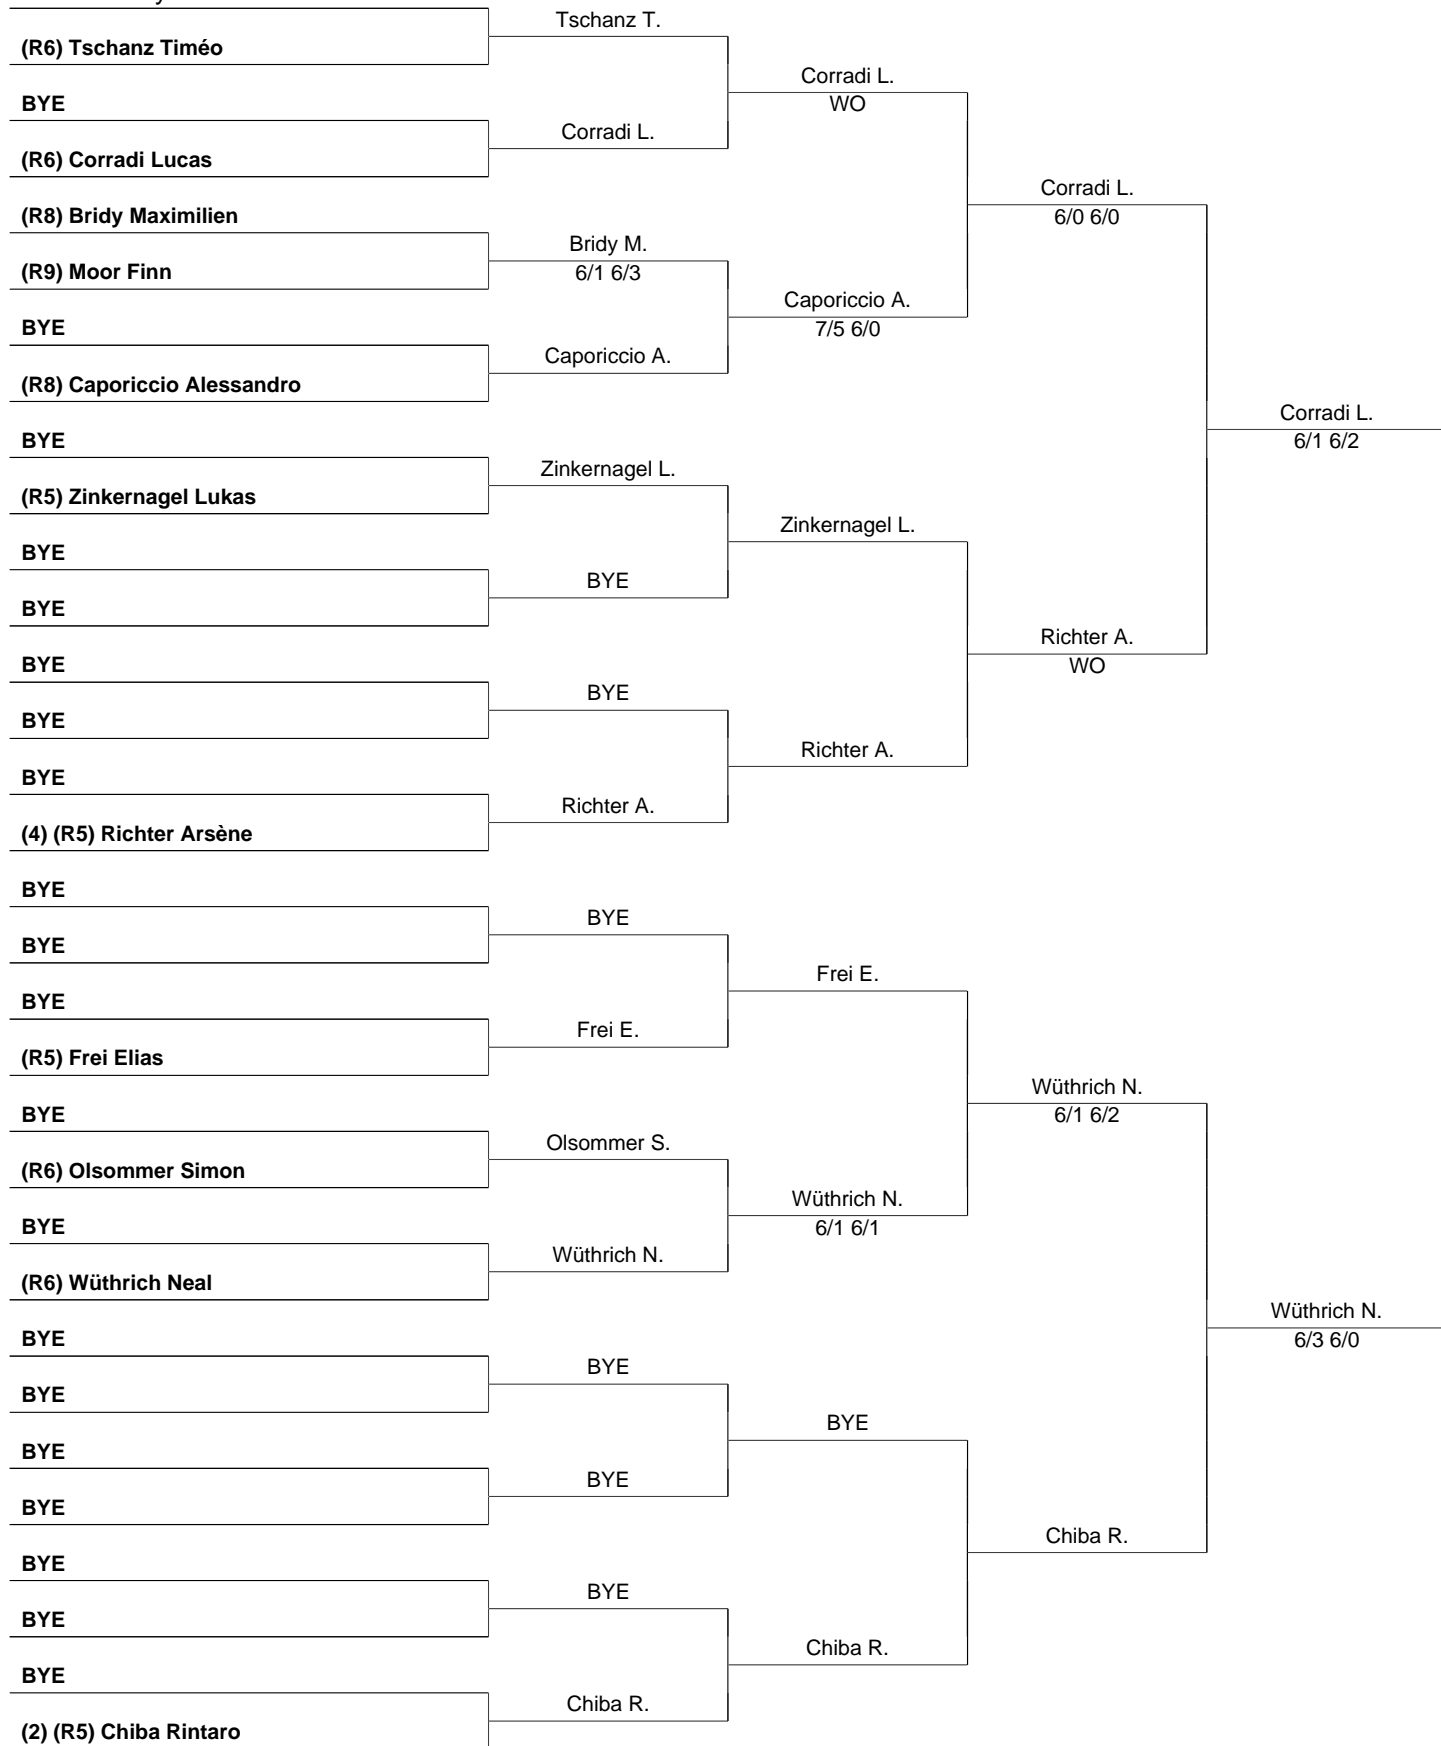 (R6) Tschanz Timéo
BYE
(R6) Corradi Lucas
(R8) Bridy Maximilien
(R9) Moor Finn
BYE
(R8) Caporiccio Alessandro
BYE
(R5) Zinkernagel Lukas
BYE
BYE
BYE
BYE
BYE
(4) (R5) Richter Arsène
BYE
BYE
BYE
(R5) Frei Elias
BYE
(R6) Olsommer Simon
BYE
(R6) Wüthrich Neal
BYE
BYE
BYE
BYE
BYE
BYE
BYE
(2) (R5) Chiba Rintaro
Tschanz T.
Corradi L.
Bridy M.
6/1 6/3
Caporiccio A.
Zinkernagel L.
BYE
BYE
Richter A.
BYE
Frei E.
Olsommer S.
Wüthrich N.
BYE
BYE
BYE
Chiba R.
Corradi L.
WO
Caporiccio A.
7/5 6/0
Zinkernagel L.
Richter A.
Frei E.
Wüthrich N.
6/1 6/1
BYE
Chiba R.
Corradi L.
6/0 6/0
Richter A.
WO
Wüthrich N.
6/1 6/2
Chiba R.
Corradi L.
6/1 6/2
Wüthrich N.
6/3 6/0